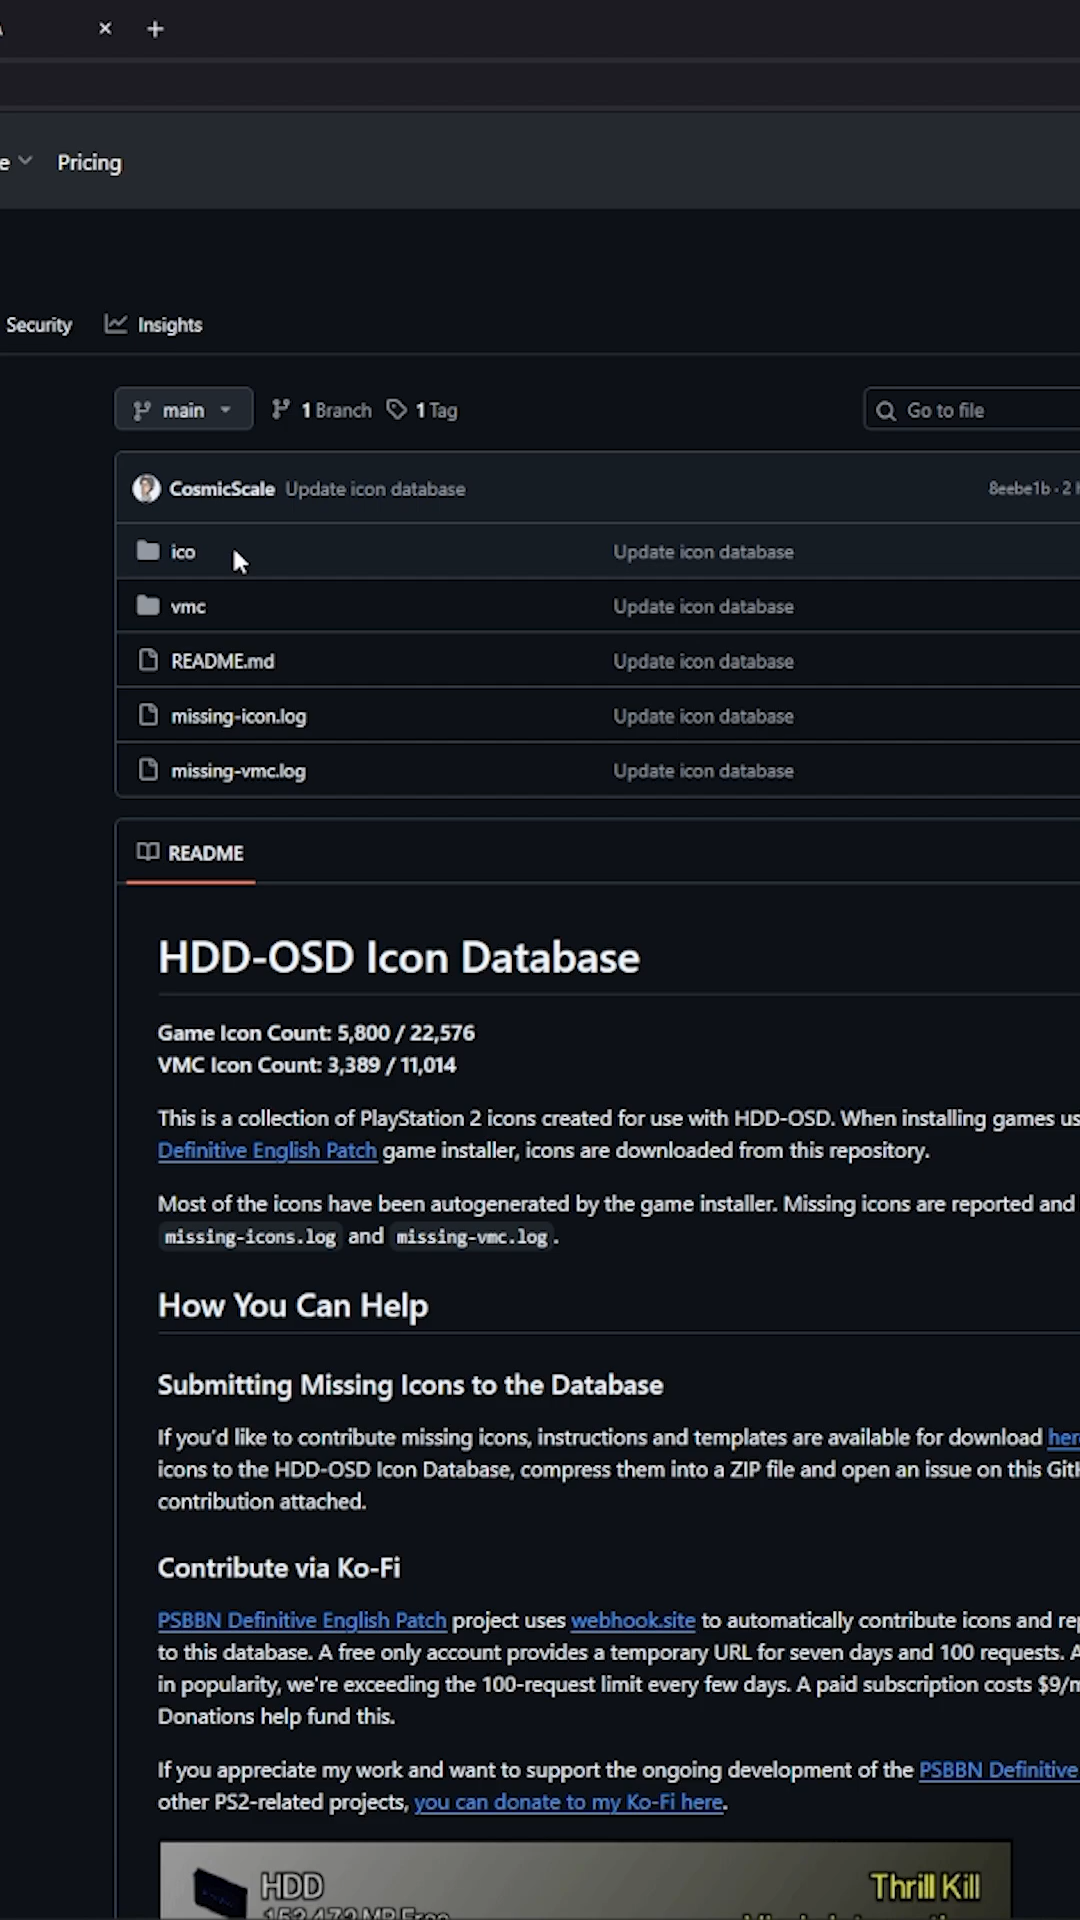 Pricing
Security
Insights
main
1 Branch
1 Tag
Go to file
CosmicScale Update icon database
8eebe1b · 2
ico
Update icon database
vmc
Update icon database
README.md
Update icon database
missing-icon.log
Update icon database
missing-vmc.log
Update icon database
README
HDD-OSD Icon Database
Game Icon Count: 5,800 / 22,576
VMC Icon Count: 3,389 / 11,014
This is a collection of PlayStation 2 icons created for use with HDD-OSD. When installing games us
Definitive English Patch game installer, icons are downloaded from this repository.
Most of the icons have been autogenerated by the game installer. Missing icons are reported and
missing-icons.log and missing-vmc.log.
How You Can Help
Submitting Missing Icons to the Database
If you'd like to contribute missing icons, instructions and templates are available for download her
icons to the HDD-OSD Icon Database, compress them into a ZIP file and open an issue on this Git
contribution attached.
Contribute via Ko-Fi
PSBBN Definitive English Patch project uses webhook.site to automatically contribute icons and rep
to this database. A free only account provides a temporary URL for seven days and 100 requests. A
in popularity, we're exceeding the 100-request limit every few days. A paid subscription costs $9/m
Donations help fund this.
If you appreciate my work and want to support the ongoing development of the PSBBN Definitive
other PS2-related projects, you can donate to my Ko-Fi here.
HDD
Thrill Kill